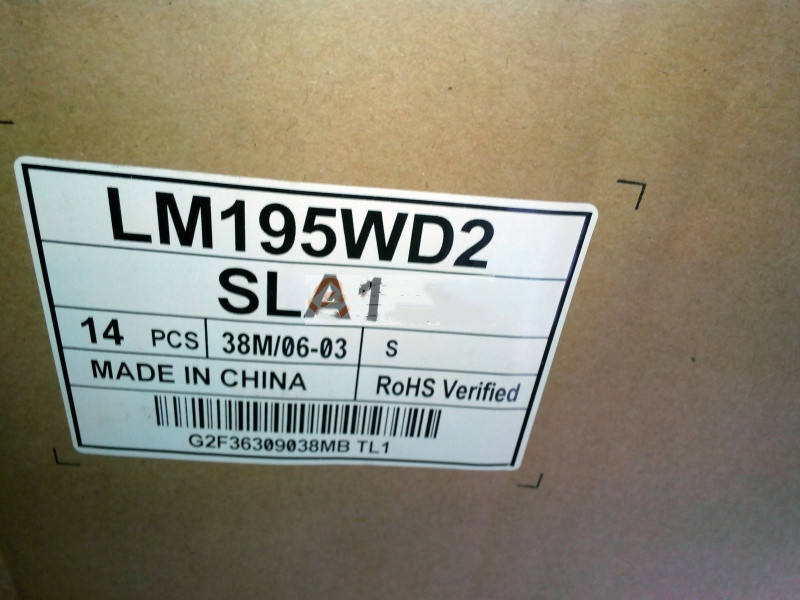 LM195WD2
SLA1
14 PCS 38M/06-03 S
MADE IN CHINA RoHS Verified
G2F36309038MB TL1